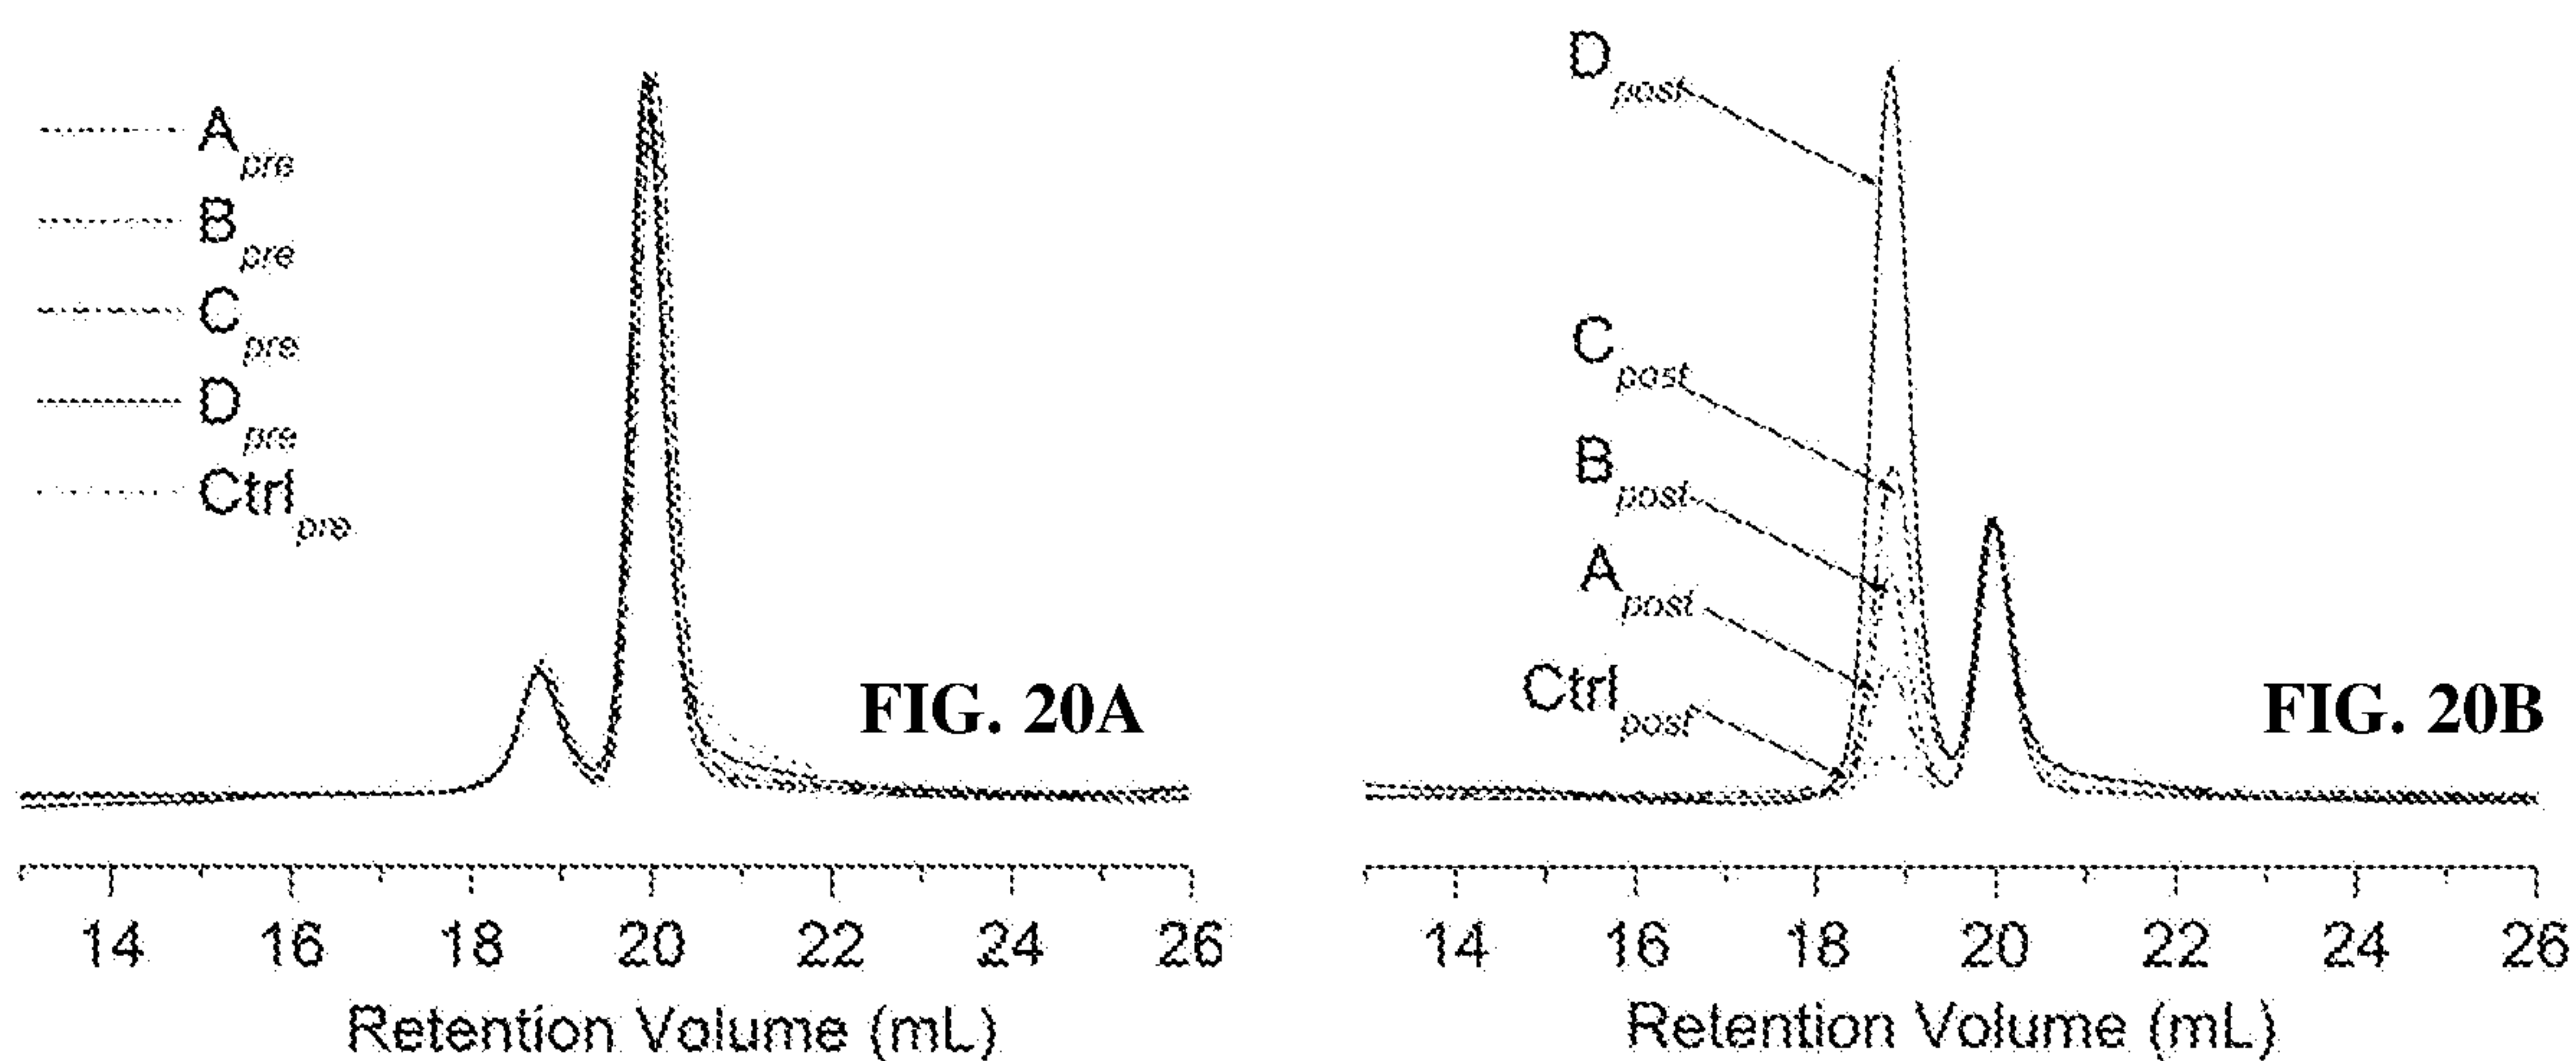 A pre
B pre
C pre
D pre
Ctrl pre
FIG. 20A
14 16 18 20 22 24 26
Retention Volume (mL)
D post
C post
B post
A post
Ctrl post
FIG. 20B
14 16 18 20 22 24 26
Retention Volume (mL)